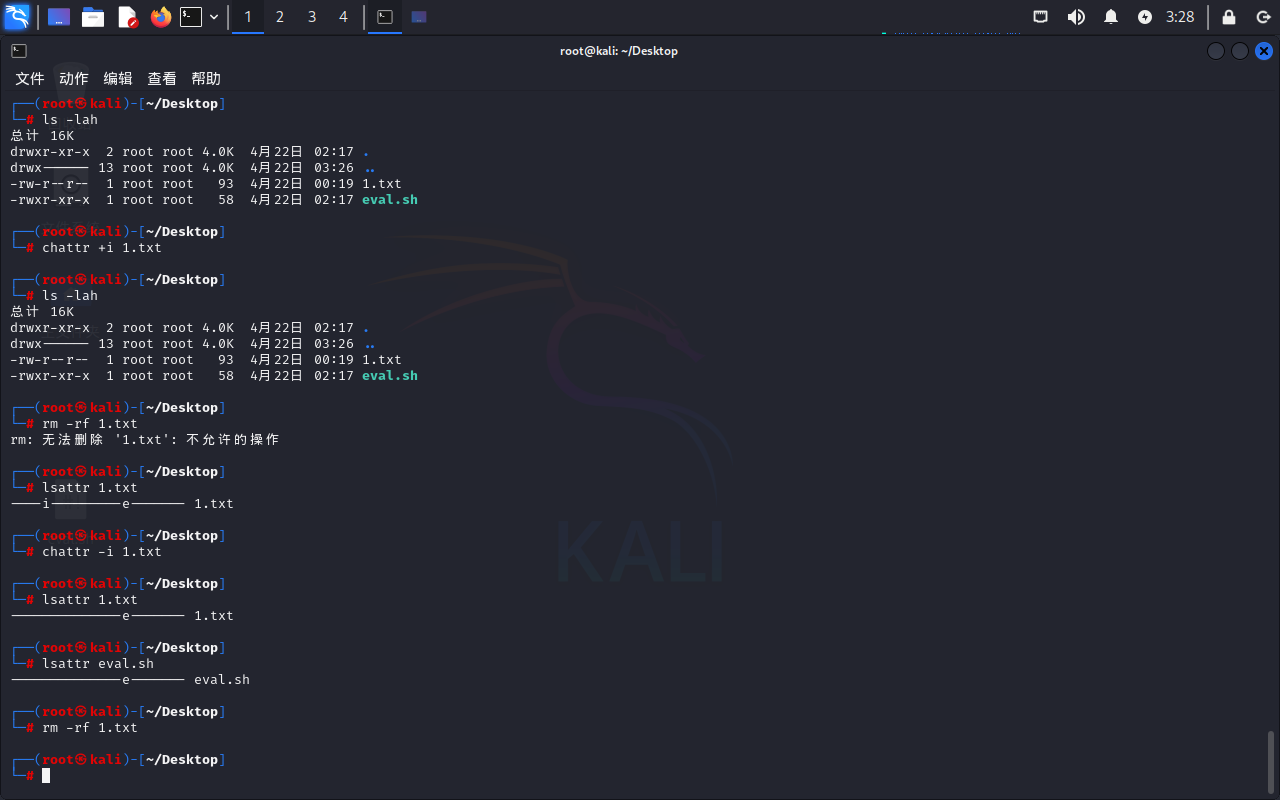 1 2 3 4 3:28
root@kali: ~/Desktop
文件 动作 编辑 查看 帮助
┌──(root㉿kali)-[~/Desktop]
└─# ls -lah
总计 16K
drwxr-xr-x  2 root root 4.0K  4月22日 02:17 .
drwx------ 13 root root 4.0K  4月22日 03:26 ..
-rw-r--r--  1 root root   93  4月22日 00:19 1.txt
-rwxr-xr-x  1 root root   58  4月22日 02:17 eval.sh
┌──(root㉿kali)-[~/Desktop]
└─# chattr +i 1.txt
┌──(root㉿kali)-[~/Desktop]
└─# ls -lah
总计 16K
drwxr-xr-x  2 root root 4.0K  4月22日 02:17 .
drwx------ 13 root root 4.0K  4月22日 03:26 ..
-rw-r--r--  1 root root   93  4月22日 00:19 1.txt
-rwxr-xr-x  1 root root   58  4月22日 02:17 eval.sh
┌──(root㉿kali)-[~/Desktop]
└─# rm -rf 1.txt
rm: 无法删除 '1.txt': 不允许的操作
┌──(root㉿kali)-[~/Desktop]
└─# lsattr 1.txt
----i---------e------- 1.txt
┌──(root㉿kali)-[~/Desktop]
└─# chattr -i 1.txt
┌──(root㉿kali)-[~/Desktop]
└─# lsattr 1.txt
--------------e------- 1.txt
┌──(root㉿kali)-[~/Desktop]
└─# lsattr eval.sh
--------------e------- eval.sh
┌──(root㉿kali)-[~/Desktop]
└─# rm -rf 1.txt
┌──(root㉿kali)-[~/Desktop]
└─#
KALI